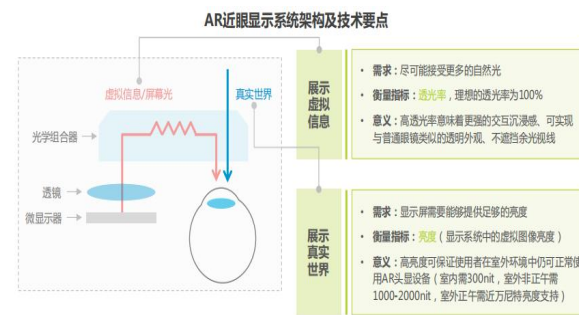 AR近眼显示系统架构及技术要点
虚拟信息/屏幕光
真实世界
光学组合器
透镜
微显示器
展示
虚拟
信息
• 需求：尽可能接受更多的自然光
• 衡量指标：透光率，理想的透光率为100%
• 意义：高透光率意味着更强的交互沉浸感、可实现
与普通眼镜类似的透明外观、不遮挡余光视线
展示
真实
世界
• 需求：显示屏需要能够提供足够的亮度
• 衡量指标：亮度（显示系统中的虚拟图像亮度）
• 意义：高亮度可保证使用者在室外环境中仍可正常使
用AR头显设备（室内需300nit，室外非正午需
1000-2000nit，室外正午需近万尼特亮度支持）